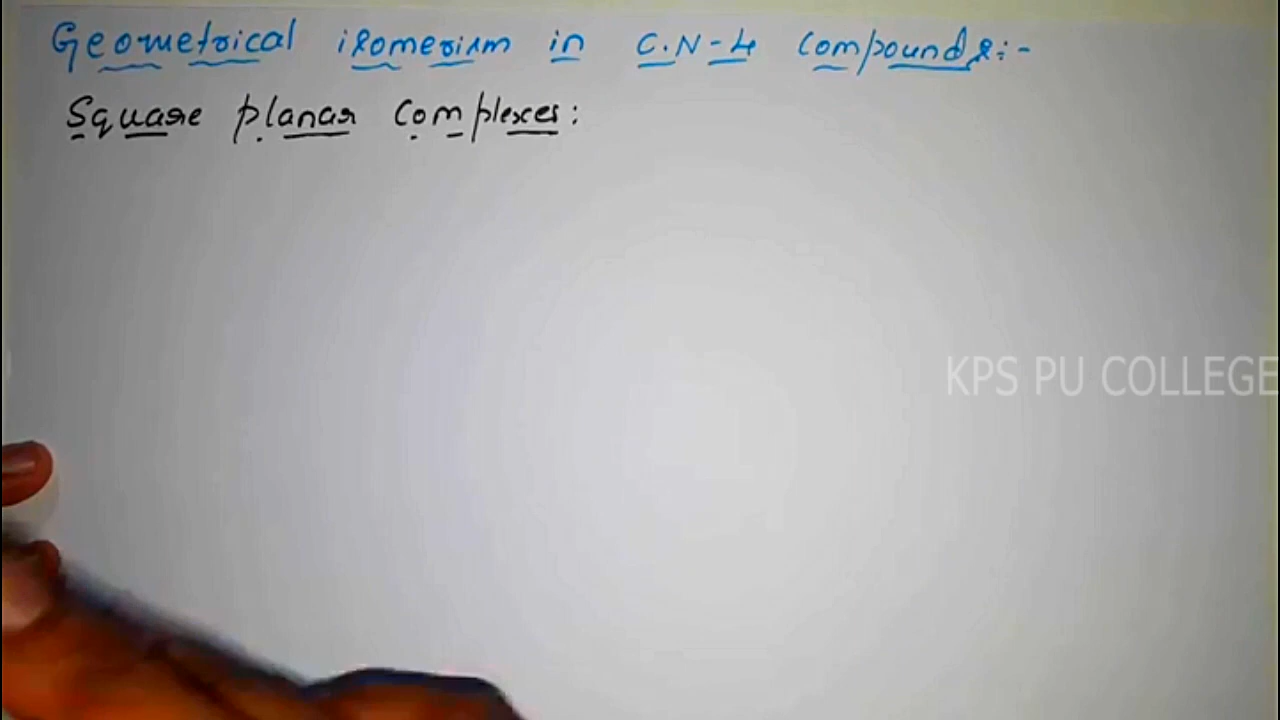 Geometrical isomerism in C.N-4 Compounds:-
Square planar Complexes:
KPS PU COLLEGE